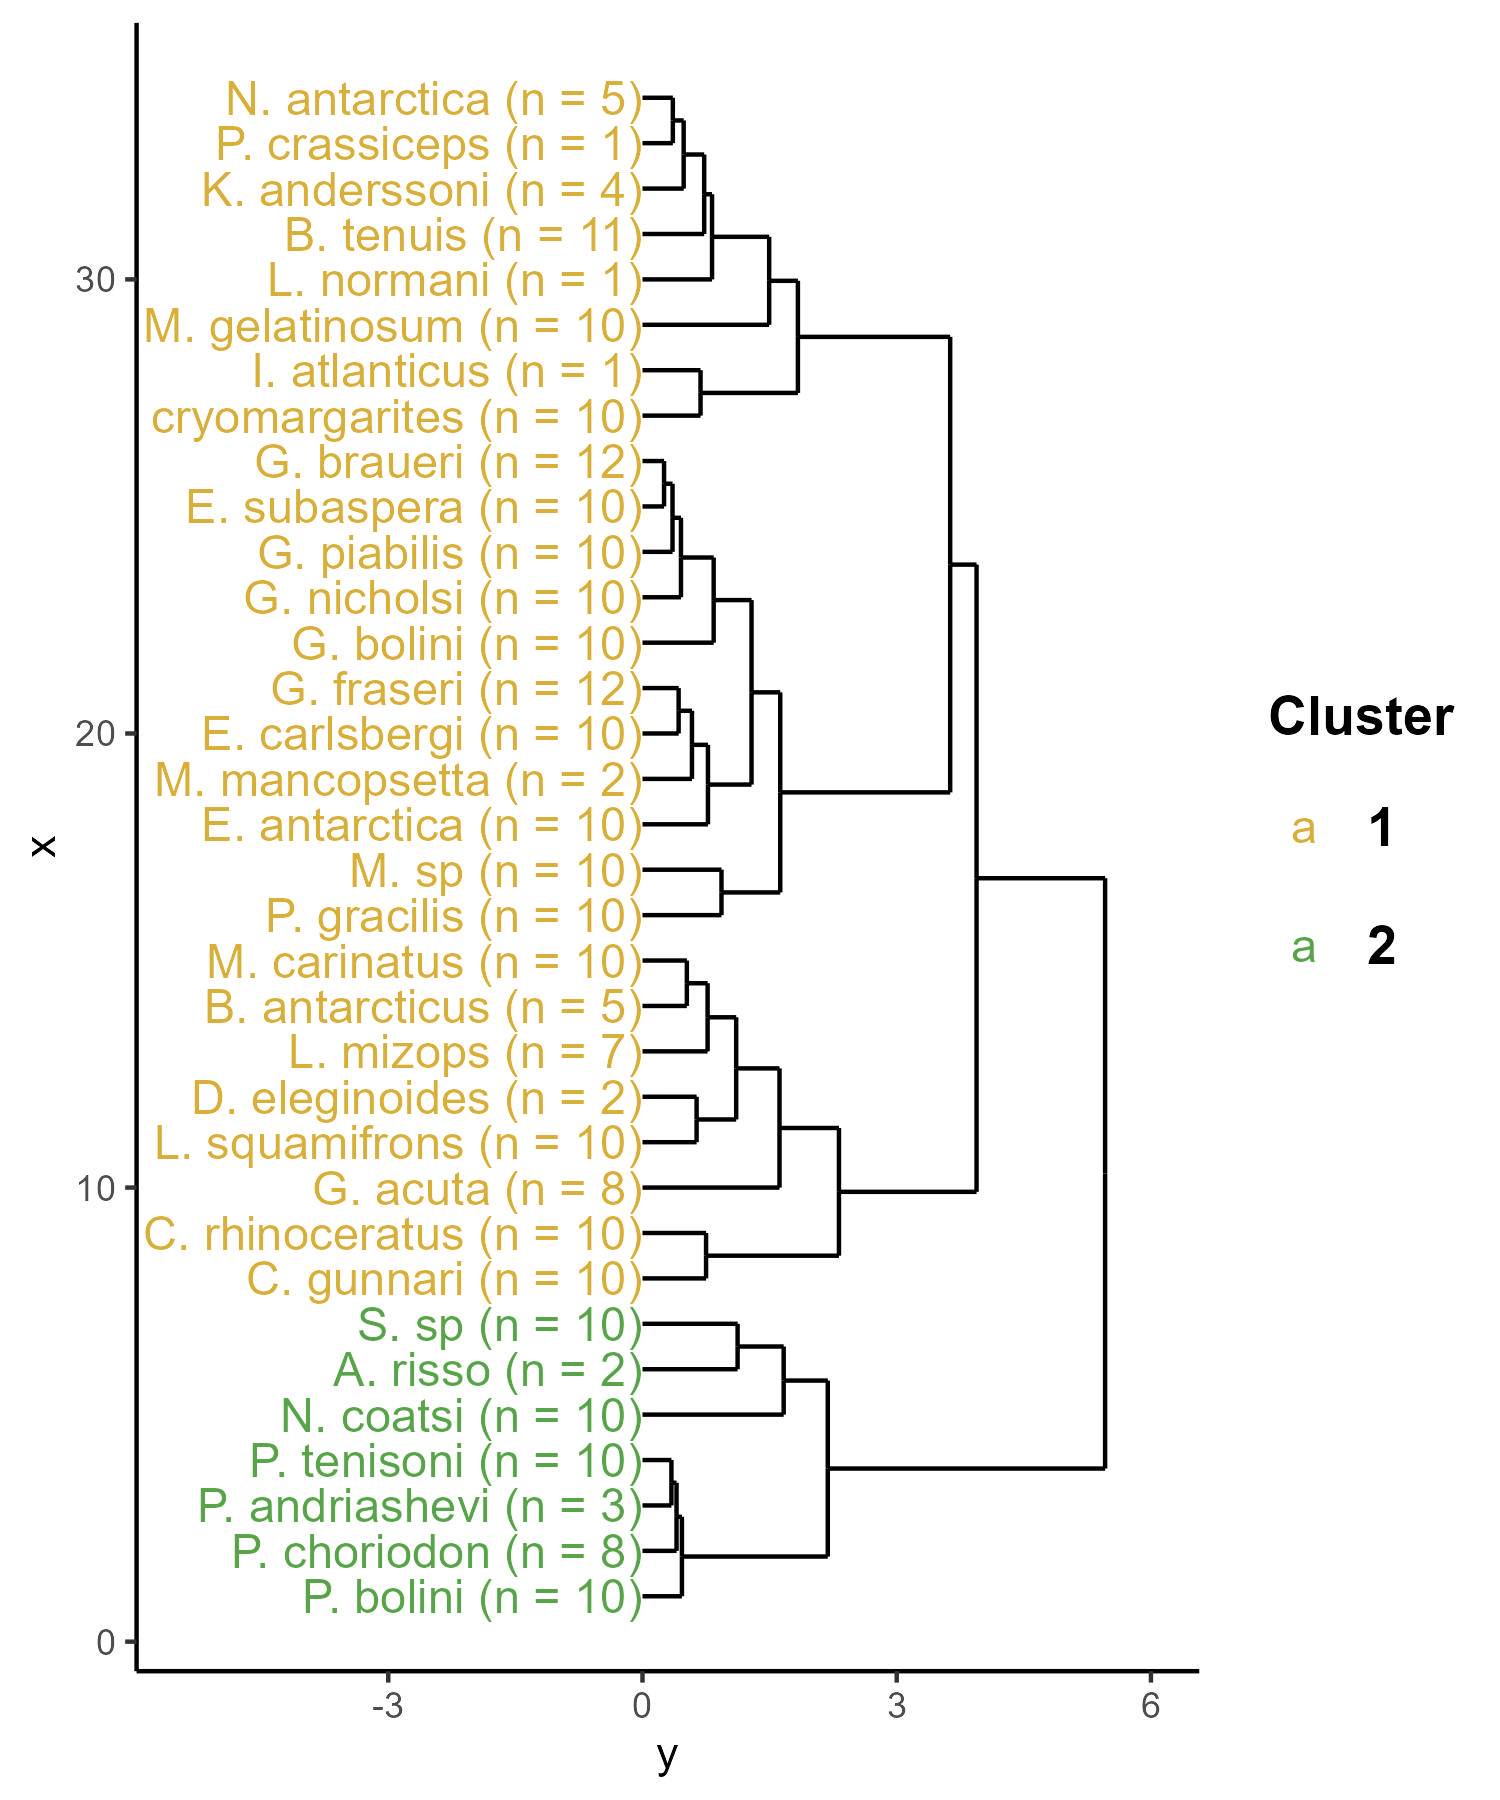 N. antarctica (n = 5)
P. crassiceps (n = 1)
K. anderssoni (n = 4)
B. tenuis (n = 11)
L. normani (n = 1)
M. gelatinosum (n = 10)
I. atlanticus (n = 1)
cryomargarites (n = 10)
G. braueri (n = 12)
E. subaspera (n = 10)
G. piabilis (n = 10)
G. nicholsi (n = 10)
G. bolini (n = 10)
G. fraseri (n = 12)
E. carlsbergi (n = 10)
M. mancopsetta (n = 2)
E. antarctica (n = 10)
M. sp (n = 10)
P. gracilis (n = 10)
M. carinatus (n = 10)
B. antarcticus (n = 5)
L. mizops (n = 7)
D. eleginoides (n = 2)
L. squamifrons (n = 10)
G. acuta (n = 8)
C. rhinoceratus (n = 10)
C. gunnari (n = 10)
S. sp (n = 10)
A. risso (n = 2)
N. coatsi (n = 10)
P. tenisoni (n = 10)
P. andriashevi (n = 3)
P. choriodon (n = 8)
P. bolini (n = 10)
30
20
10
0
x
-3 0 3 6
y
Cluster
a 1
a 2